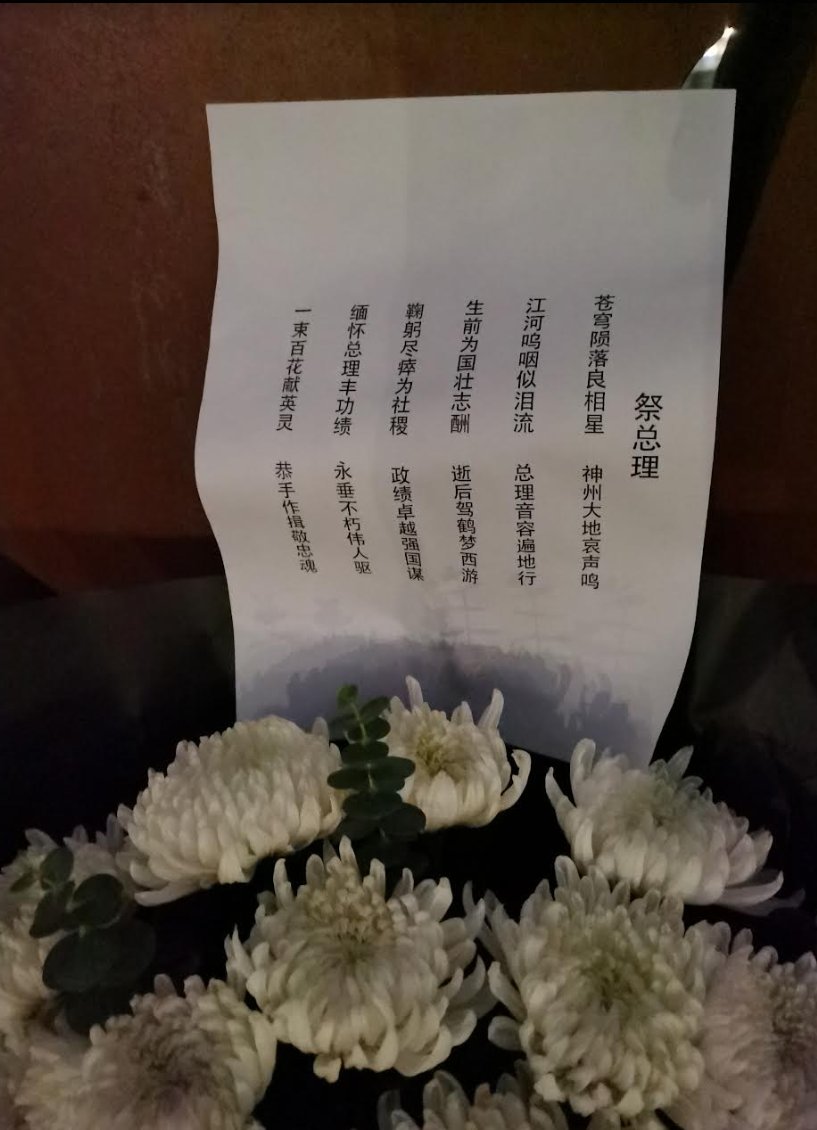 祭总理
苍穹陨落良相星 神州大地哀声鸣
江河呜咽似泪流 总理音容遍地行
生前为国壮志酬 逝后驾鹤梦西游
鞠躬尽瘁为社稷 政绩卓越强国谋
缅怀总理丰功绩 永垂不朽伟人驱
一束百花献英灵 恭手作揖敬忠魂